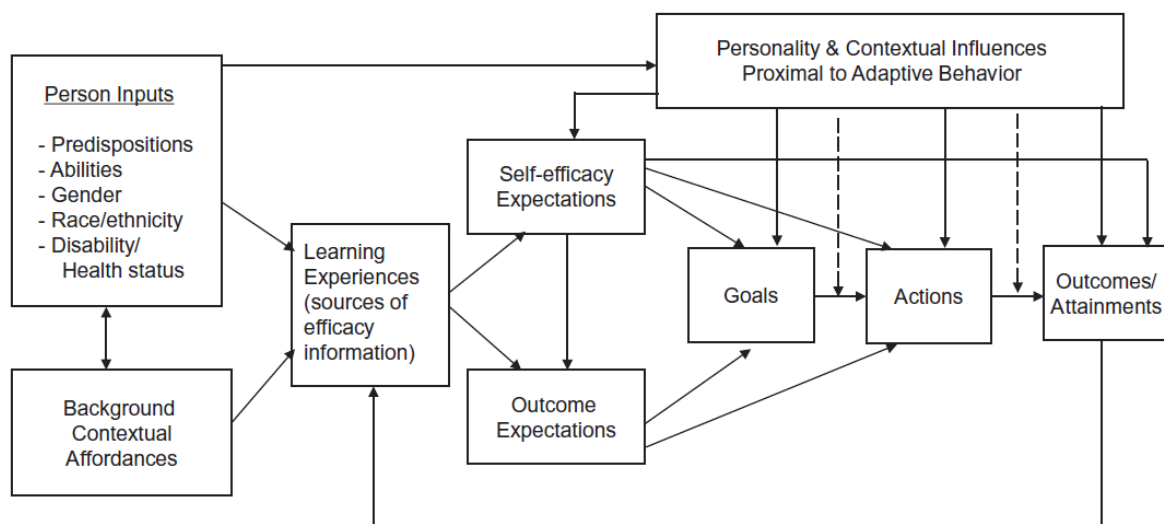 Person Inputs
- Predispositions
- Abilities
- Gender
- Race/ethnicity
- Disability/
Health status
Background
Contextual
Affordances
Learning
Experiences
(sources of
efficacy
information)
Personality & Contextual Influences
Proximal to Adaptive Behavior
Self-efficacy
Expectations
Outcome
Expectations
Goals
Actions
Outcomes/
Attainments